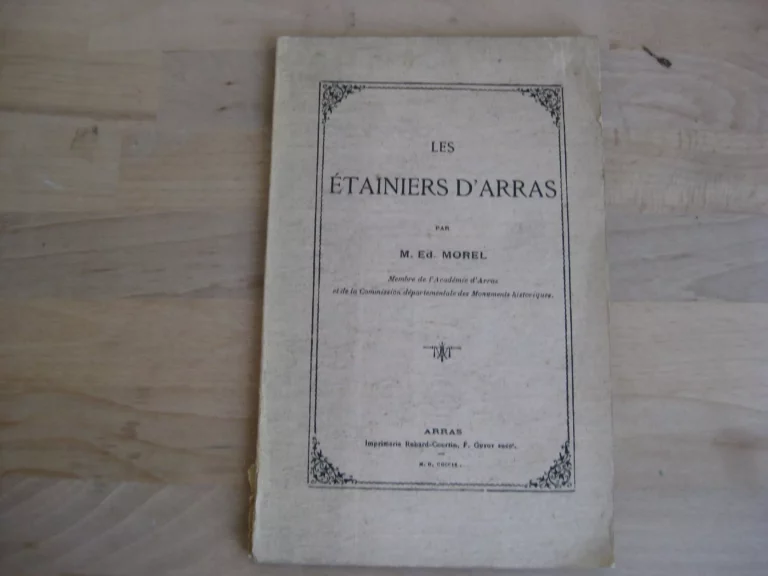 LES
ÉTAINIERS D'ARRAS
PAR
M. Ed. MOREL
Membre de l'Académie d'Arras
et de la Commission départementale des Monuments historiques.
ARRAS
Imprimerie Rohard-Courtin, F. Guyot succr.